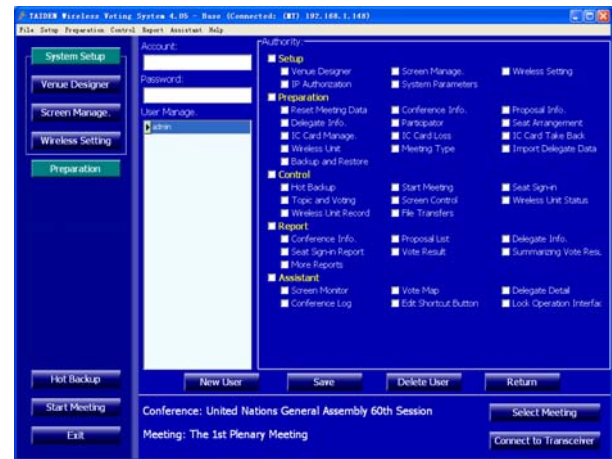 TAIDEN Wireless Voting System 4.05 - Base (Connected: (MT) 192.168.1.148)
File Setup Preparation Control Report Assistant Help
System Setup
Venue Designer
Screen Manage.
Wireless Setting
Preparation
Hot Backup
Start Meeting
Exit
Account:
Password:
User Manage.
admin
Authority:
Setup
Venue Designer Screen Manage. Wireless Setting
IP Authorization System Parameters
Preparation
Reset Meeting Data Conference Info. Proposal Info.
Delegate Info. Participator Seat Arrangement
IC Card Manage. IC Card Loss IC Card Take Back
Wireless Unit Meeting Type Import Delegate Data
Backup and Restore
Control
Hot Backup Start Meeting Seat Sign-in
Topic and Voting Screen Control Wireless Unit Status
Wireless Unit Record File Transfers
Report
Conference Info. Proposal List Delegate Info.
Seat Sign-in Report Vote Result Summarizing Vote Resu
More Reports
Assistant
Screen Monitor Vote Map Delegate Detail
Conference Log Edit Shortcut Button Lock Operation Interfac
New User Save Delete User Return
Conference: United Nations General Assembly 60th Session
Meeting: The 1st Plenary Meeting
Select Meeting
Connect to Transceiver